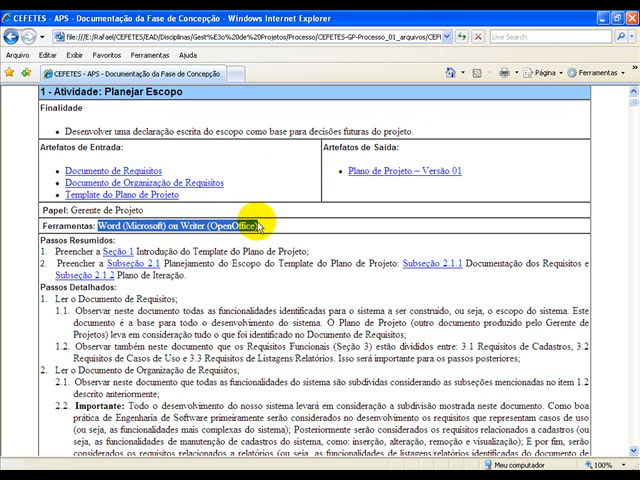 CEFETES - APS - Documentação da Fase de Concepção - Windows Internet Explorer
file:///E:/Rafael/CEFETES/EAD/Disciplinas/Gest%E3o%20de%20Projetos/Processo/CEFETES-GP-Processo_01_arquivos/CEFET
Live Search
Arquivo Editar Exibir Favoritos Ferramentas Ajuda
CEFETES - APS - Documentação da Fase de Concepção
Página Ferramentas
1 - Atividade: Planejar Escopo
Finalidade
• Desenvolver uma declaração escrita do escopo como base para decisões futuras do projeto.
Artefatos de Entrada:
• Documento de Requisitos
• Documento de Organização de Requisitos
• Template do Plano de Projeto
Artefatos de Saída:
• Plano de Projeto – Versão 01
Papel: Gerente de Projeto
Ferramentas: Word (Microsoft) ou Writer (OpenOffice)
Passos Resumidos:
1. Preencher a Seção 1 Introdução do Template do Plano de Projeto;
2. Preencher a Subseção 2.1 Planejamento do Escopo do Template do Plano de Projeto: Subseção 2.1.1 Documentação dos Requisitos e
Subseção 2.1.2 Plano de Iteração.
Passos Detalhados:
1. Ler o Documento de Requisitos;
1.1. Observar neste documento todas as funcionalidades identificadas para o sistema a ser construido, ou seja, o escopo do sistema. Este
documento é a base para todo o desenvolvimento do sistema. O Plano de Projeto (outro documento produzido pelo Gerente de
Projetos) leva em consideração tudo o que foi identificado no Documento de Requisitos;
1.2. Observar também neste documento que os Requisitos Funcionais (Seção 3) estão divididos entre: 3.1 Requisitos de Cadastros, 3.2
Requisitos de Casos de Uso e 3.3 Requisitos de Listagens/Relatórios. Isso será importante para os passos posteriores;
2. Ler o Documento de Organização de Requisitos;
2.1. Observar neste documento que todas as funcionalidades do sistema são subdividas considerando as subseções mencionadas no item 1.2
descrito anteriormente;
2.2. Importante: Todo o desenvolvimento do nosso sistema levará em consideração a subdivisão mostrada neste documento. Como boa
prática de Engenharia de Software primeiramente serão considerados no desenvolvimento os requisitos que representam casos de uso
(ou seja, as funcionalidades mais complexas do sistema); Posteriormente serão considerados os requisitos relacionados a cadastros (ou
seja, as funcionalidades de manutenção de cadastros do sistema, como: inserção, alteração, remoção e visualização); E por fim, serão
considerados os requisitos relacionados a relatórios (ou seja, as funcionalidades de listagens/relatórios identificadas do documento de
Meu computador
100%